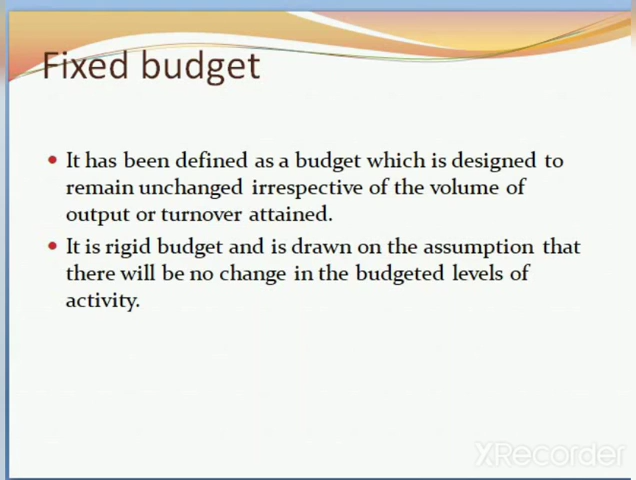 Fixed budget
It has been defined as a budget which is designed to
remain unchanged irrespective of the volume of
output or turnover attained.
It is rigid budget and is drawn on the assumption that
there will be no change in the budgeted levels of
activity.
XRecorder